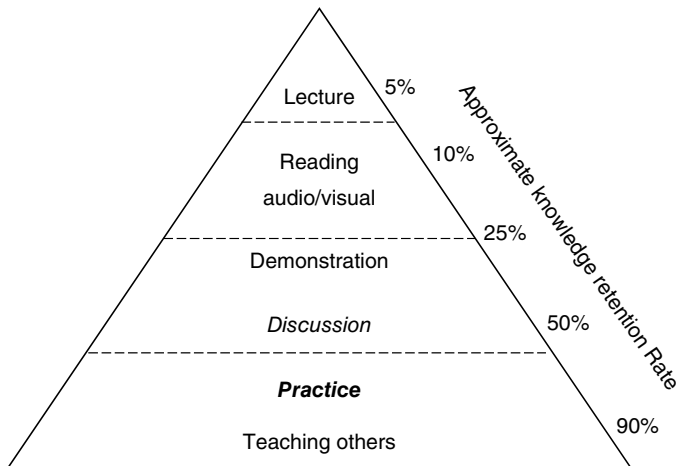 Lecture
5%
Reading
10%
audio/visual
25%
Demonstration
Discussion
50%
Practice
90%
Teaching others
Approximate knowledge retention Rate